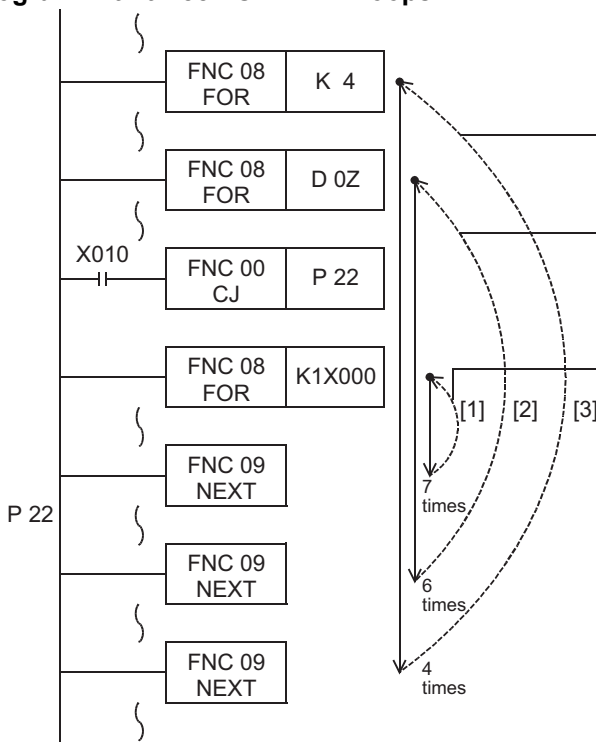 FNC 08
FOR
K 4
FNC 08
FOR
D 0Z
X010
FNC 00
CJ
P 22
FNC 08
FOR
K1X000
[1]
[2]
[3]
FNC 09
NEXT
7
times
P 22
FNC 09
NEXT
6
times
FNC 09
NEXT
4
times